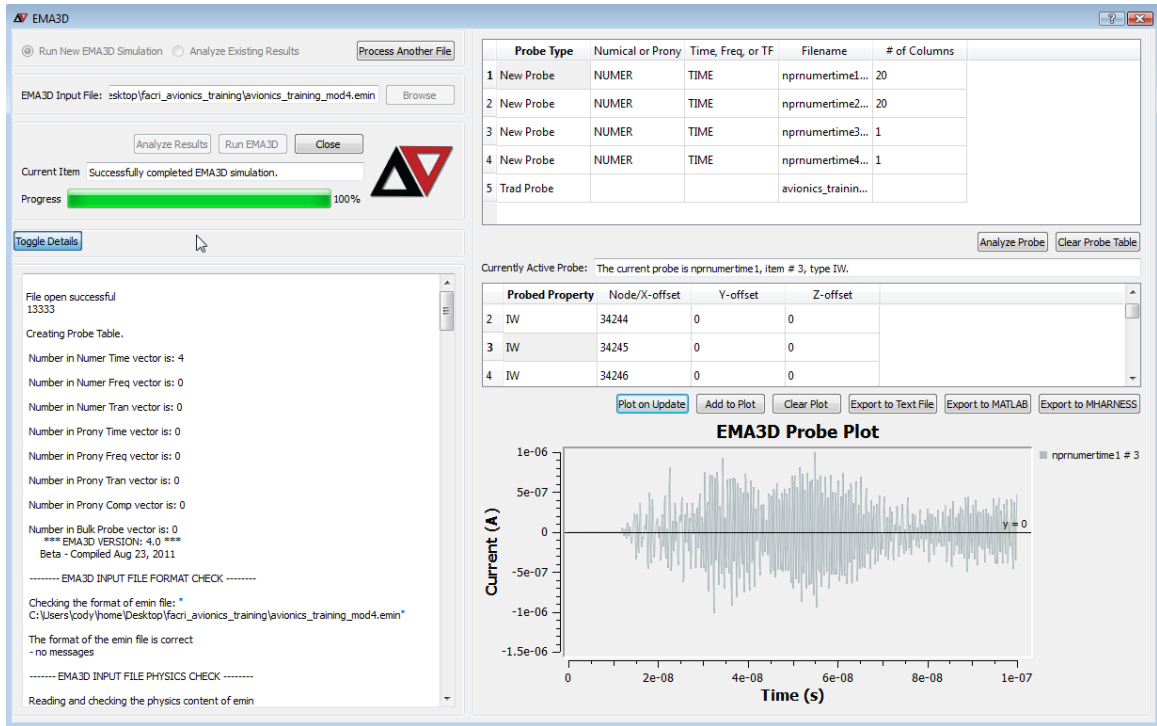 EMA3D
Run New EMA3D Simulation Analyze Existing Results Process Another File
EMA3D Input File: esktop\facri_avionics_training\avionics_training_mod4.emin Browse
Analyze Results Run EMA3D Close
Current Item Successfully completed EMA3D simulation.
Progress 100%
Toggle Details
File open successful
13333
Creating Probe Table.
Number in Numer Time vector is: 4
Number in Numer Freq vector is: 0
Number in Numer Tran vector is: 0
Number in Prony Time vector is: 0
Number in Prony Freq vector is: 0
Number in Prony Tran vector is: 0
Number in Prony Comp vector is: 0
Number in Bulk Probe vector is: 0
*** EMA3D VERSION: 4.0 ***
Beta - Compiled Aug 23, 2011
-------- EMA3D INPUT FILE FORMAT CHECK --------
Checking the format of emin file: "
C:\Users\cody\home\Desktop\facri_avionics_training\avionics_training_mod4.emin"
The format of the emin file is correct
- no messages
------- EMA3D INPUT FILE PHYSICS CHECK --------
Reading and checking the physics content of emin
Probe Type Numical or Prony Time, Freq, or TF Filename # of Columns
1 New Probe NUMER TIME nprnumertime1... 20
2 New Probe NUMER TIME nprnumertime2... 20
3 New Probe NUMER TIME nprnumertime3... 1
4 New Probe NUMER TIME nprnumertime4... 1
5 Trad Probe avionics_trainin...
Analyze Probe Clear Probe Table
Currently Active Probe: The current probe is nprnumertime1, item # 3, type IW.
Probed Property Node/X-offset Y-offset Z-offset
2 IW 34244 0 0
3 IW 34245 0 0
4 IW 34246 0 0
Plot on Update Add to Plot Clear Plot Export to Text File Export to MATLAB Export to MHARNESS
EMA3D Probe Plot
nprnumertime1 # 3
1e-06
5e-07
0
-5e-07
-1e-06
-1.5e-06
Current (A)
y = 0
0 2e-08 4e-08 6e-08 8e-08 1e-07
Time (s)